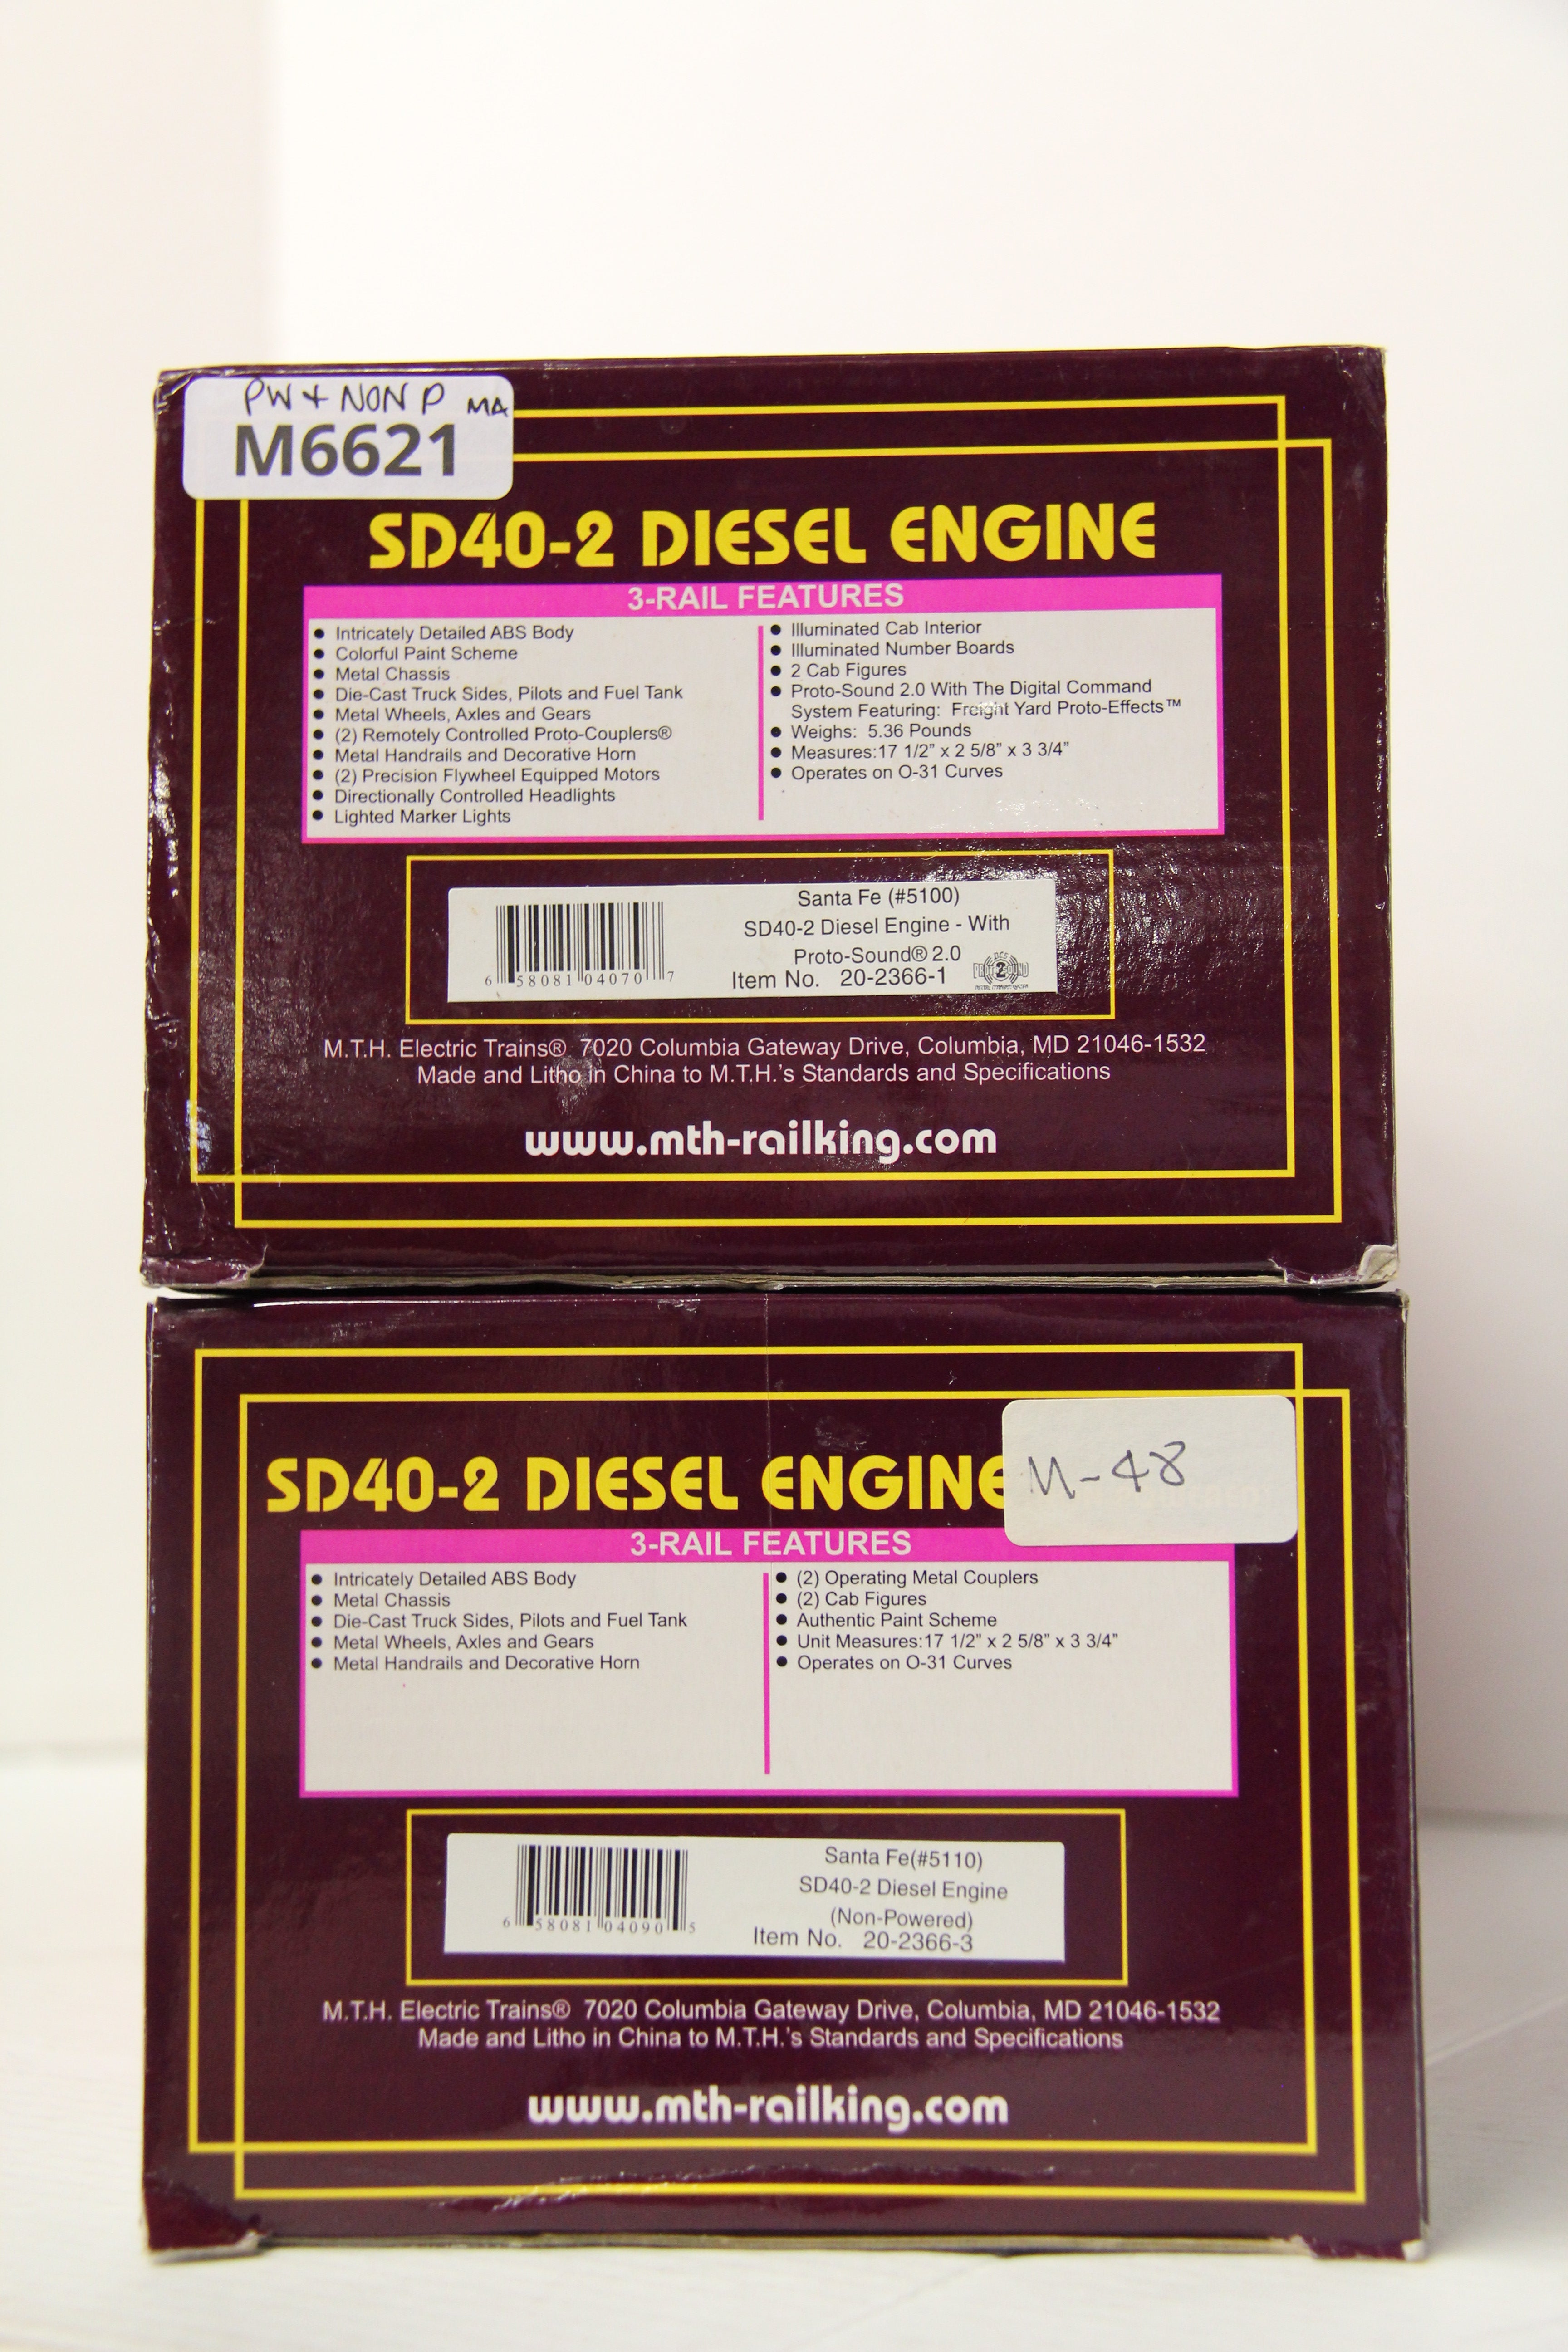 PW + NON P MA
M6621
SD40-2 DIESEL ENGINE
3-RAIL FEATURES
● Intricately Detailed ABS Body
● Colorful Paint Scheme
● Metal Chassis
● Die-Cast Truck Sides, Pilots and Fuel Tank
● Metal Wheels, Axles and Gears
● (2) Remotely Controlled Proto-Couplers®
● Metal Handrails and Decorative Horn
● (2) Precision Flywheel Equipped Motors
● Directionally Controlled Headlights
● Lighted Marker Lights
● Illuminated Cab Interior
● Illuminated Number Boards
● 2 Cab Figures
● Proto-Sound 2.0 With The Digital Command
System Featuring: Freight Yard Proto-Effects™
● Weighs: 5.36 Pounds
● Measures:17 1/2" x 2 5/8" x 3 3/4"
● Operates on O-31 Curves
Santa Fe (#5100)
SD40-2 Diesel Engine - With
Proto-Sound® 2.0
Item No. 20-2366-1
6 58081 04070 7
M.T.H. Electric Trains® 7020 Columbia Gateway Drive, Columbia, MD 21046-1532
Made and Litho in China to M.T.H.'s Standards and Specifications
www.mth-railking.com
SD40-2 DIESEL ENGINE
M-48
3-RAIL FEATURES
● Intricately Detailed ABS Body
● Metal Chassis
● Die-Cast Truck Sides, Pilots and Fuel Tank
● Metal Wheels, Axles and Gears
● Metal Handrails and Decorative Horn
● (2) Operating Metal Couplers
● (2) Cab Figures
● Authentic Paint Scheme
● Unit Measures:17 1/2" x 2 5/8" x 3 3/4"
● Operates on O-31 Curves
Santa Fe(#5110)
SD40-2 Diesel Engine
(Non-Powered)
Item No. 20-2366-3
6 58081 04090 5
M.T.H. Electric Trains® 7020 Columbia Gateway Drive, Columbia, MD 21046-1532
Made and Litho in China to M.T.H.'s Standards and Specifications
www.mth-railking.com